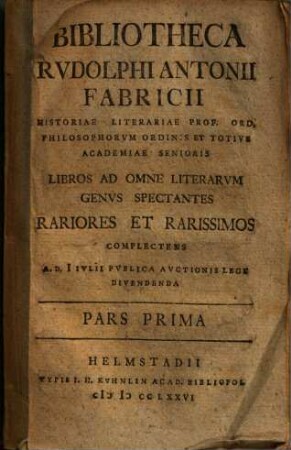 BIBLIOTHECA
RVDOLPHI ANTONII
FABRICII
HISTORIAE LITERARIAE PROF. ORD.
PHILOSOPHORVM ORDINIS ET TOTIVS
ACADEMIAE SENIORIS
LIBROS AD OMNE LITERARVM
GENVS SPECTANTES
RARIORES ET RARISSIMOS
COMPLECTENS
A. D. I IVLII PVBLICA AVCTIONIS LEGE
DIVENDENDA
PARS PRIMA
HELMSTADII
TYPIS I. H. KVHNLIN ACAD. BIBLIOPOL.
cIɔ Iɔ CC LXXVI